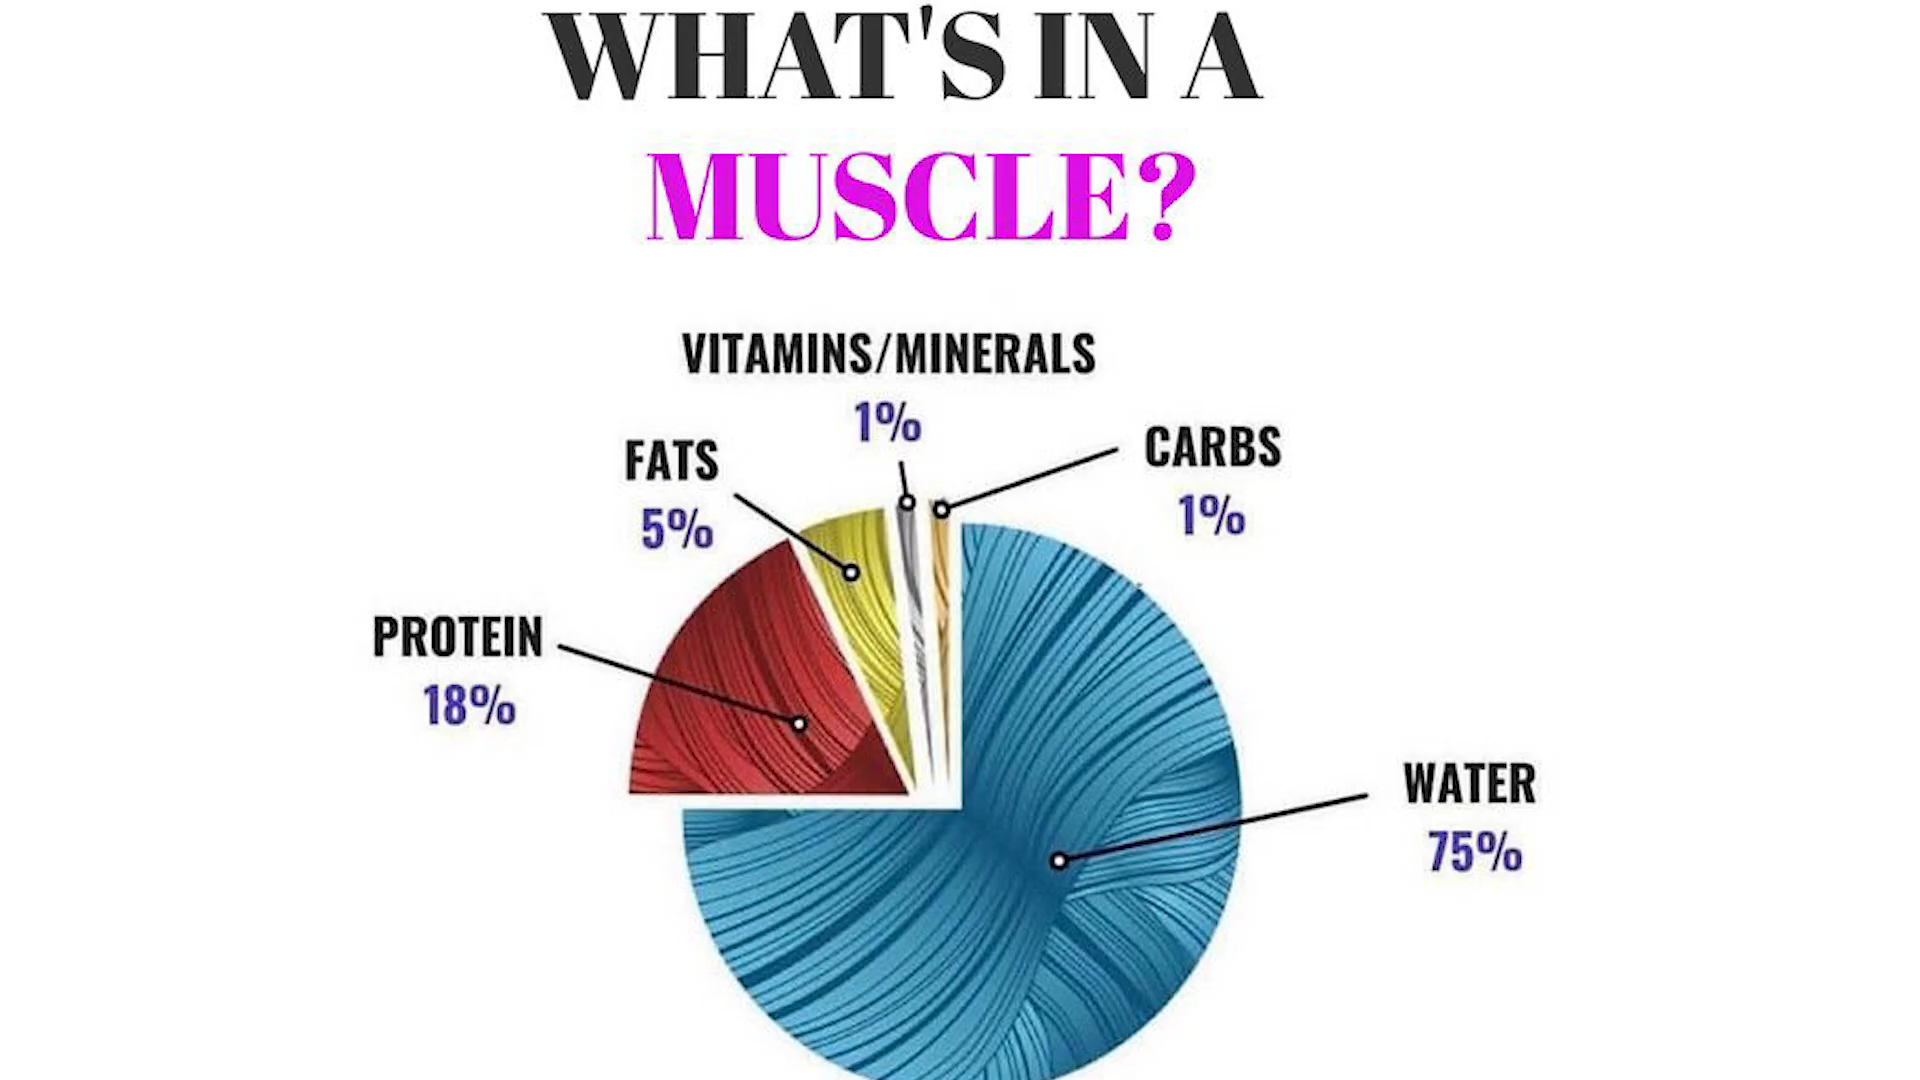 WHAT'S IN A
MUSCLE?
VITAMINS/MINERALS
1%
FATS
5%
CARBS
1%
PROTEIN
18%
WATER
75%